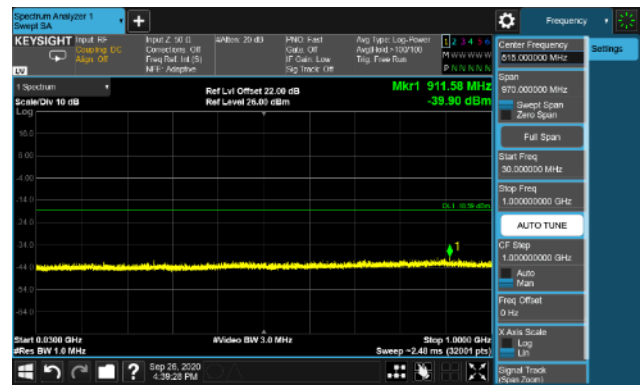 Spectrum Analyzer 1
Swept SA
Frequency
KEYSIGHT
Input: RF
Coupling: DC
Align: Off
Input Z: 50 Ω
Corrections: Off
Freq Ref: Int (S)
NFE: Adaptive
#Atten: 20 dB
PNO: Fast
Gate: Off
IF Gain: Low
Sig Track: Off
Avg Type: Log-Power
Avg|Hold: >100/100
Trig: Free Run
1 2 3 4 5 6
M W W W W W
P N N N N N
LV
1 Spectrum
Scale/Div 10 dB
Log
Ref Lvl Offset 22.00 dB
Ref Level 26.00 dBm
Mkr1 911.58 MHz
-39.90 dBm
16.0
6.00
-4.00
-14.0
-24.0
-34.0
-44.0
-54.0
-64.0
1
Start 0.0300 GHz
#Res BW 1.0 MHz
#Video BW 3.0 MHz
Stop 1.0000 GHz
Sweep ~2.48 ms (32001 pts)
Sep 26, 2020
4:39:28 PM
Center Frequency
515.000000 MHz
Span
970.000000 MHz
Swept Span
Zero Span
Full Span
Start Freq
30.000000 MHz
Stop Freq
1.000000000 GHz
AUTO TUNE
CF Step
1.000000000 GHz
Auto
Man
Freq Offset
0 Hz
X Axis Scale
Log
Lin
Signal Track
(Span Zoom)
Settings